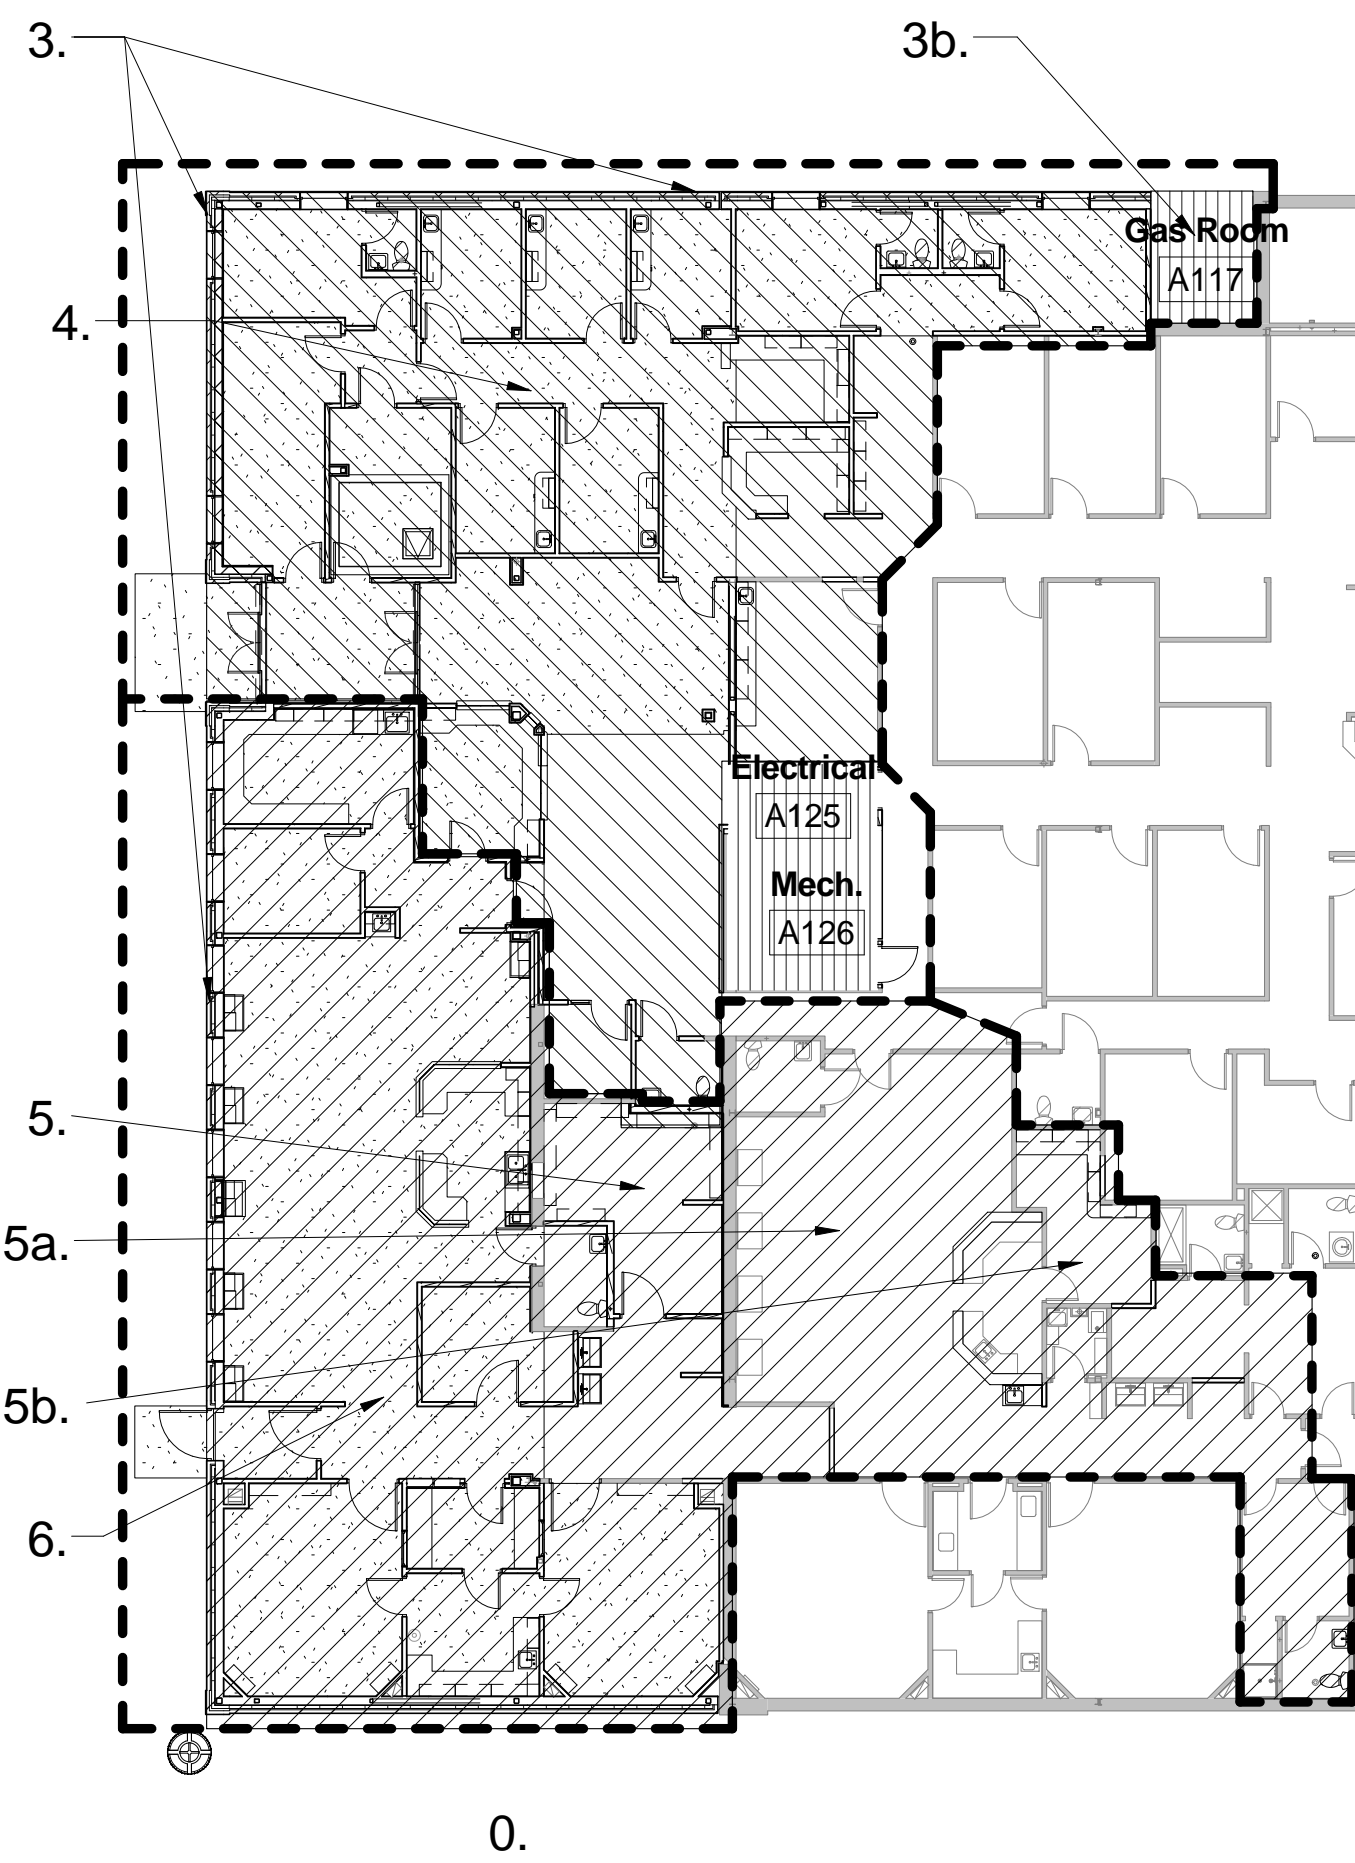 3.
3b.
Gas Room
A117
4.
Electrical
A125
Mech.
A126
5.
5a.
5b.
6.
0.